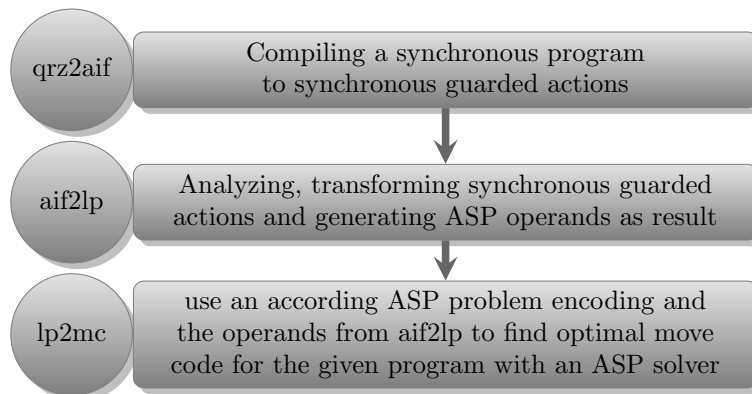 qrz2aif
Compiling a synchronous program
to synchronous guarded actions
aif2lp
Analyzing, transforming synchronous guarded
actions and generating ASP operands as result
lp2mc
use an according ASP problem encoding and
the operands from aif2lp to find optimal move
code for the given program with an ASP solver